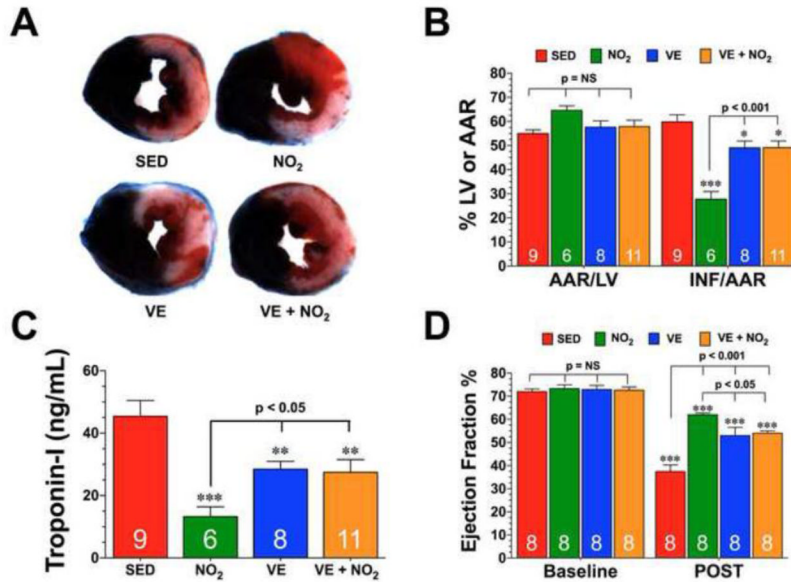 A
SED
NO₂
VE
VE + NO₂
B
SED NO₂ VE VE + NO₂
p = NS
p < 0.001
% LV or AAR
80
70
60
50
40
30
20
10
0
*** * *
9 6 8 11 9 6 8 11
AAR/LV INF/AAR
C
Troponin-I (ng/mL)
60
40
20
0
p < 0.05
*** ** **
9 6 8 11
SED NO₂ VE VE + NO₂
D
SED NO₂ VE VE + NO₂
p < 0.001
p = NS
p < 0.05
Ejection Fraction %
80
70
60
50
40
30
20
10
0
*** *** *** ***
8 8 8 8 8 8 8 8
Baseline POST